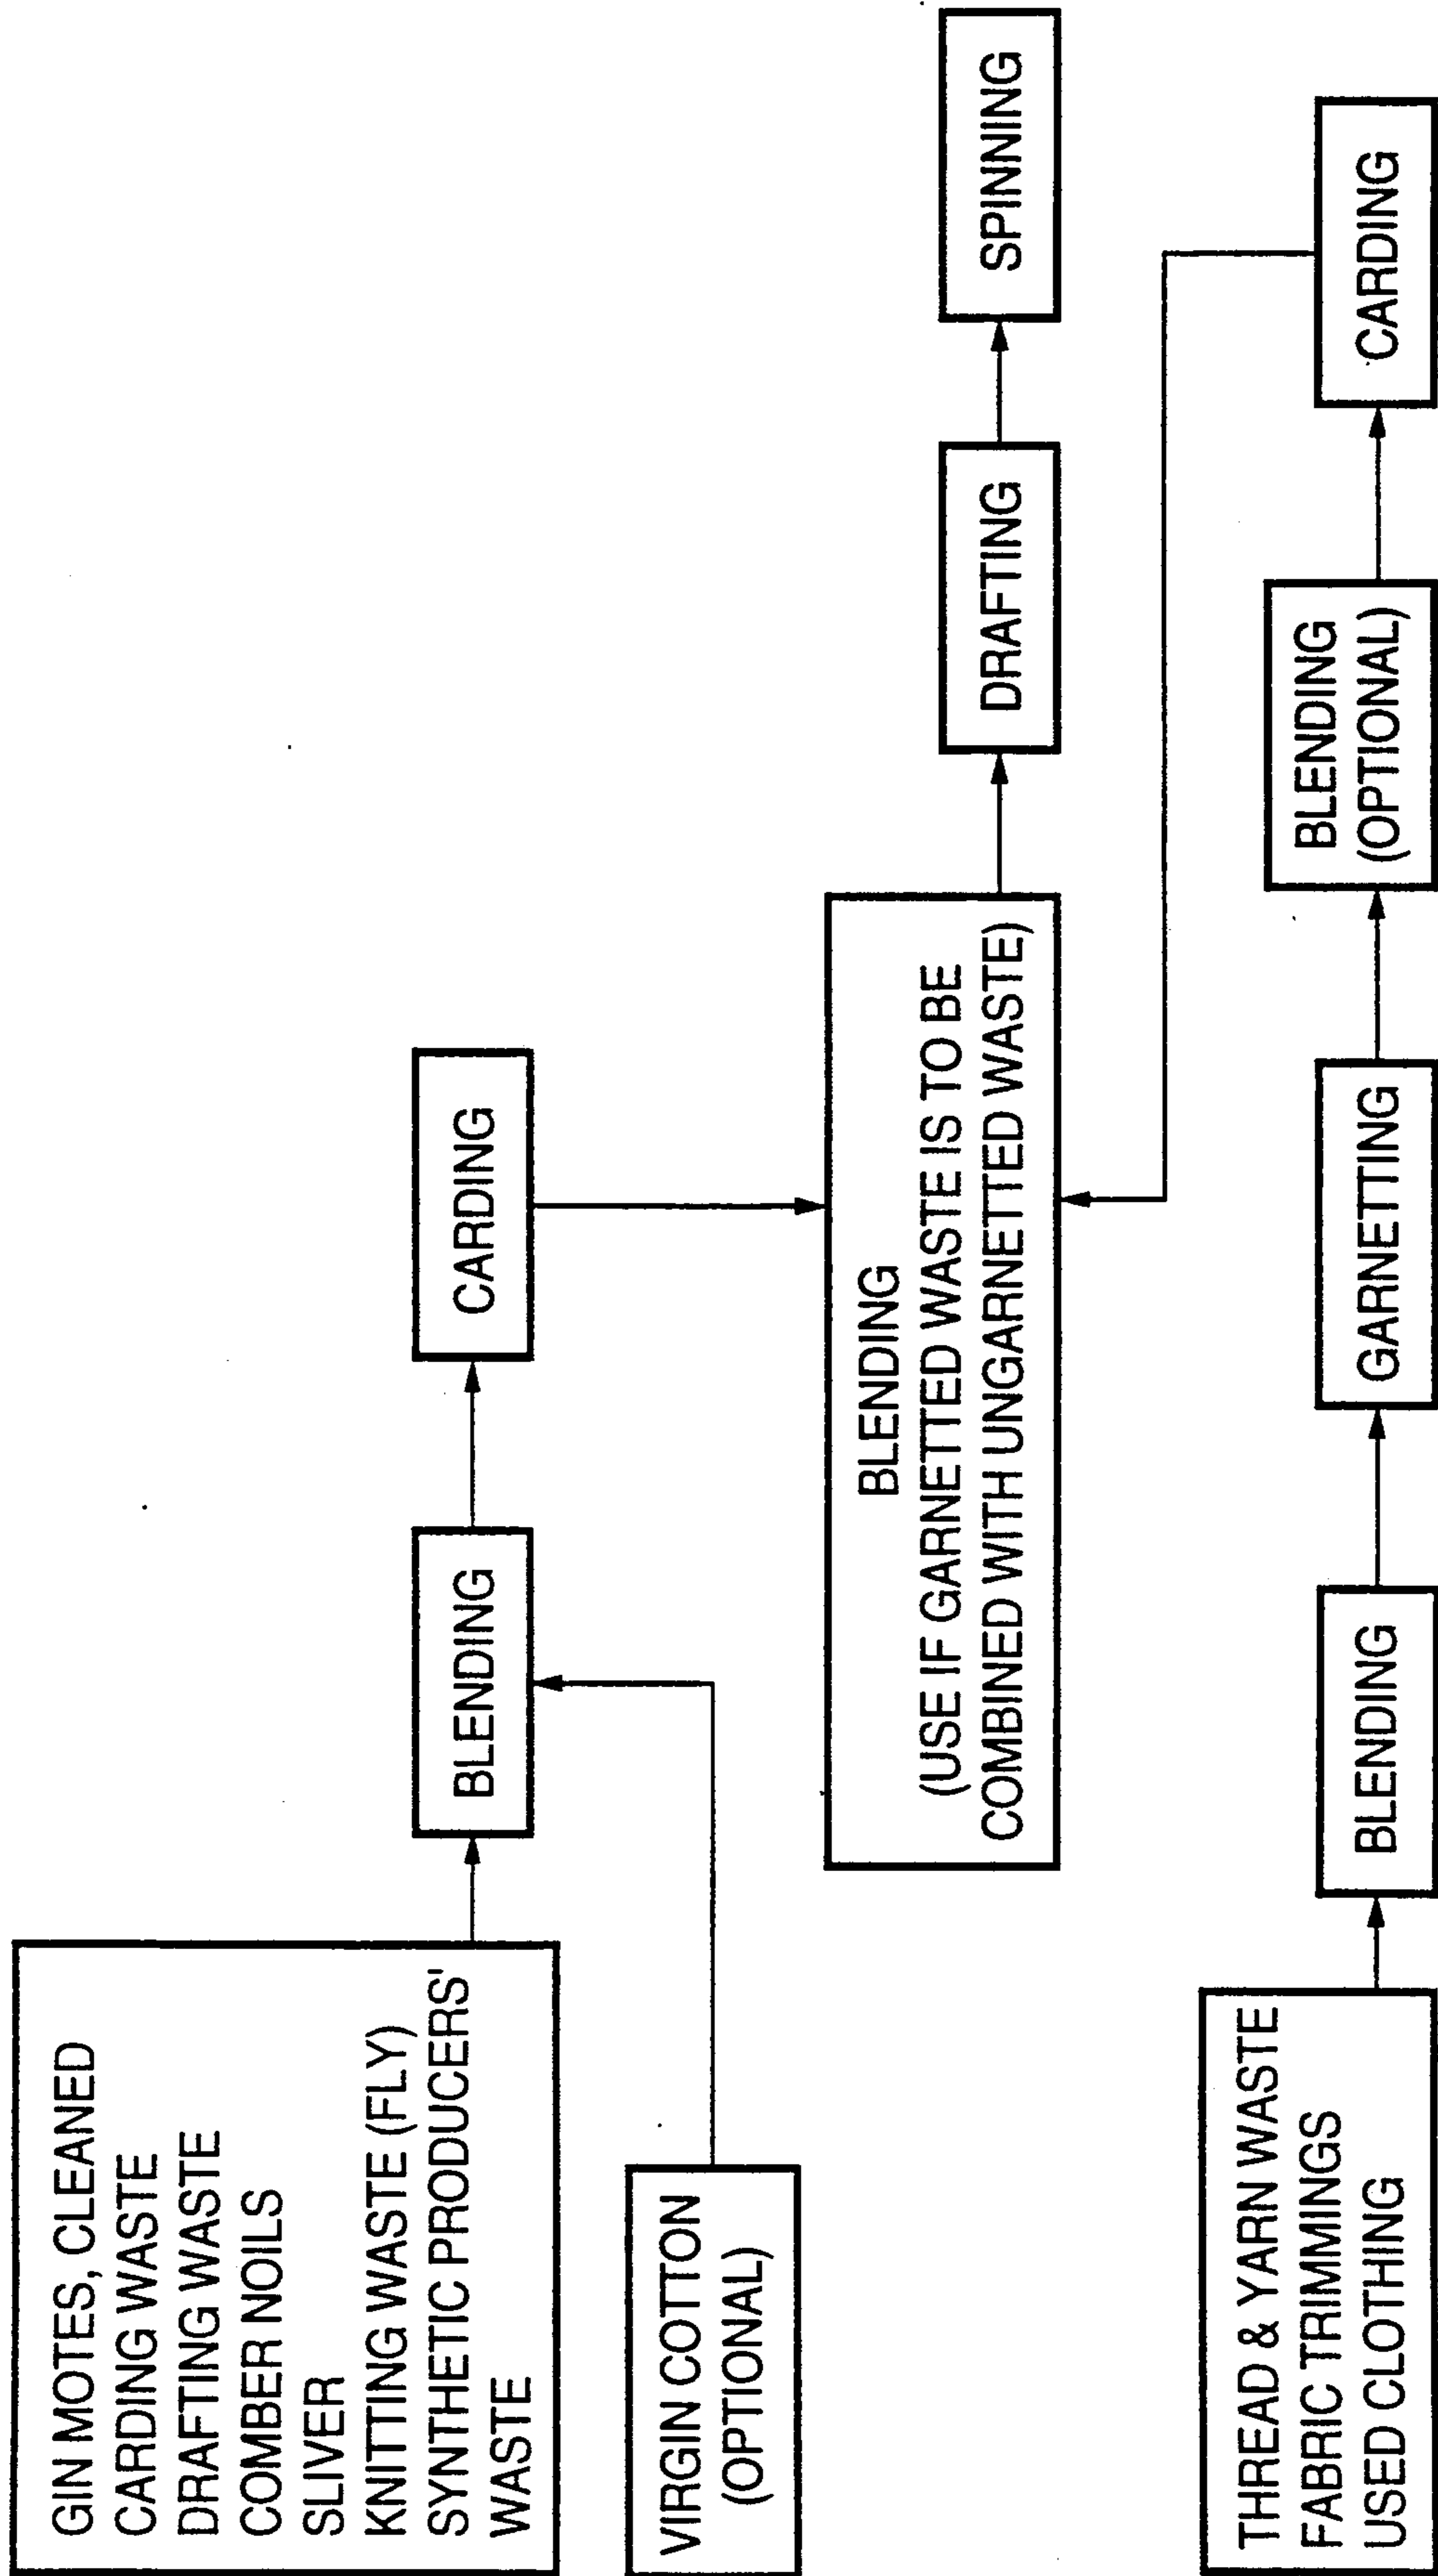 GIN MOTES, CLEANED
CARDING WASTE
DRAFTING WASTE
COMBER NOILS
SLIVER
KNITTING WASTE (FLY)
SYNTHETIC PRODUCERS'
WASTE
BLENDING
CARDING
VIRGIN COTTON
(OPTIONAL)
BLENDING
(USE IF GARNETTED WASTE IS TO BE
COMBINED WITH UNGARNETTED WASTE)
DRAFTING
SPINNING
THREAD & YARN WASTE
FABRIC TRIMMINGS
USED CLOTHING
BLENDING
GARNETTING
BLENDING
(OPTIONAL)
CARDING